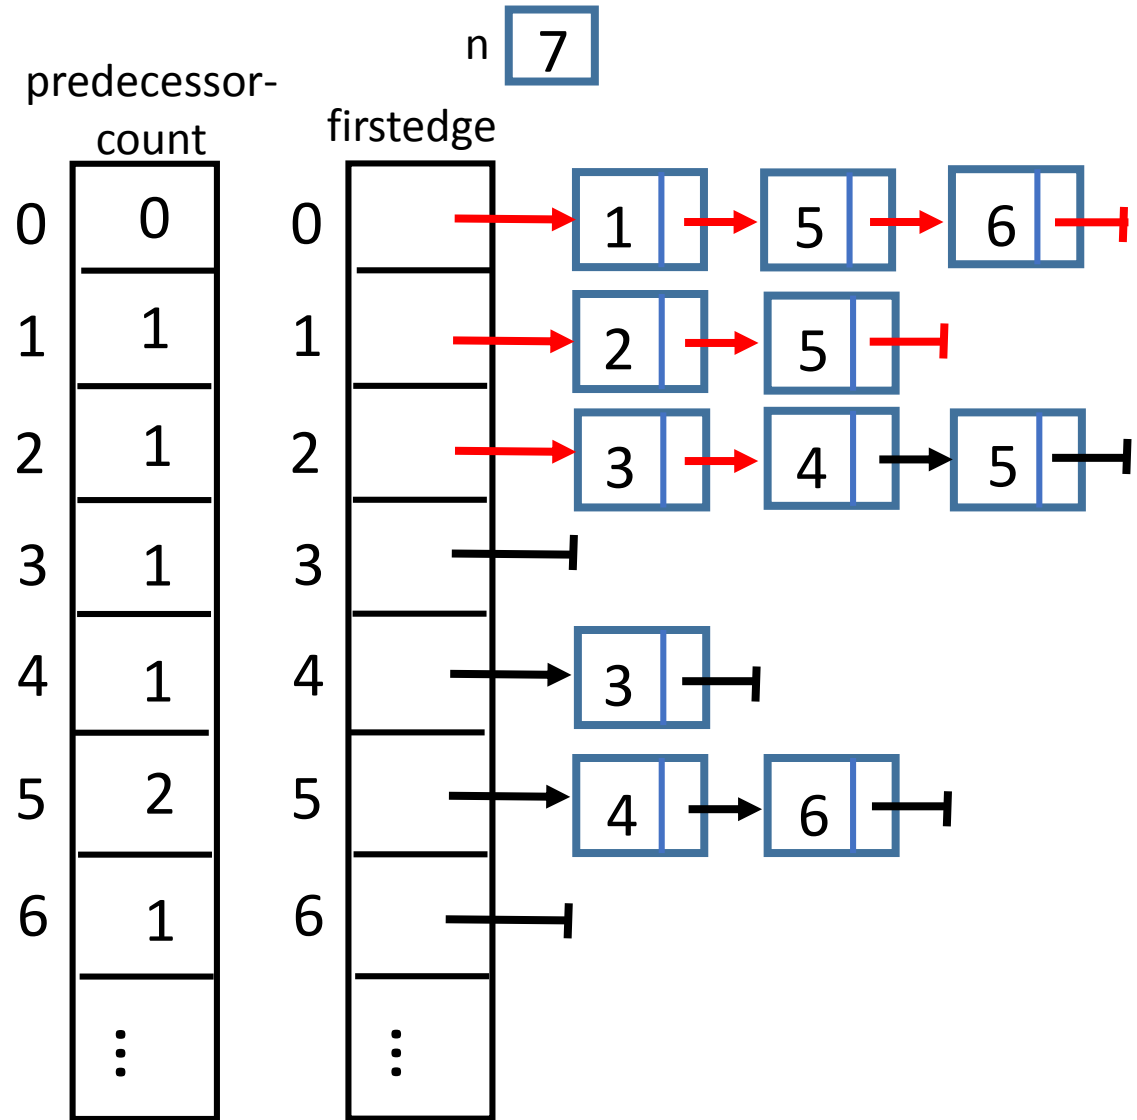 n 7
predecessor-
count
firstedge
0 0 0 1 5 6
1 1 1 2 5
2 1 2 3 4 5
3 1 3
4 1 4 3
5 2 5 4 6
6 1 6
⋮ ⋮